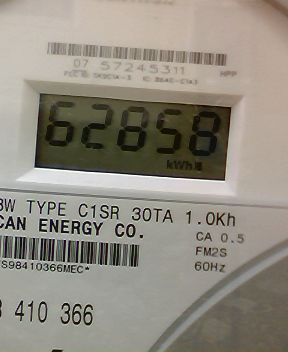 07 57245311 HPP
62858
kWh
3W TYPE C1SR 30TA 1.0Kh
CAN ENERGY CO.
CA 0.5
FM2S
S98410366MEC*
60Hz
410 366